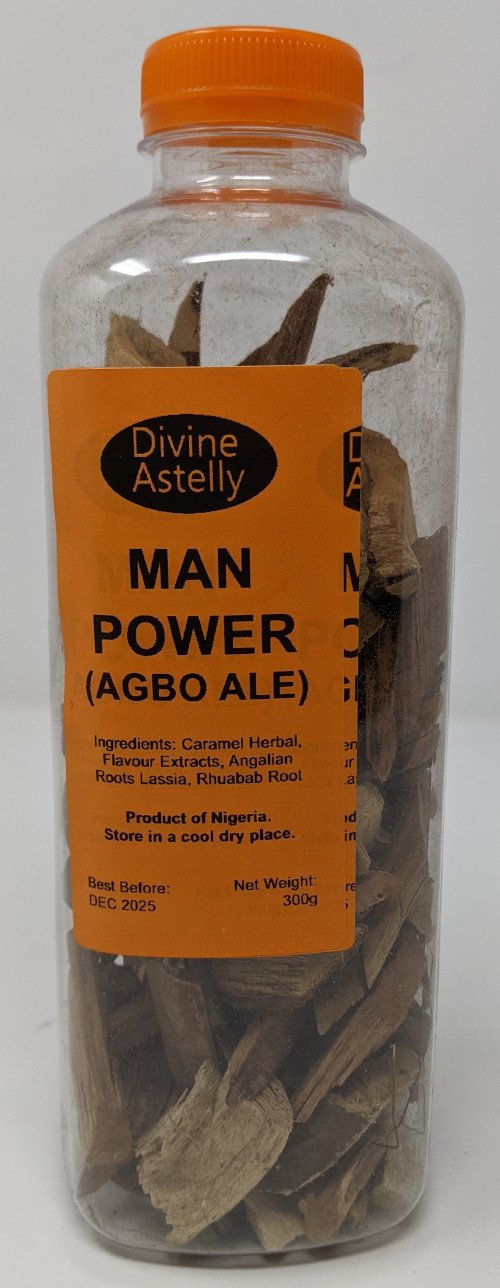 Divine
Astelly
MAN
POWER
(AGBO ALE)
Ingredients: Caramel Herbal,
Flavour Extracts, Angalian
Roots Lassia, Rhuabab Root
Product of Nigeria.
Store in a cool dry place.
Best Before:
DEC 2025
Net Weight:
300g